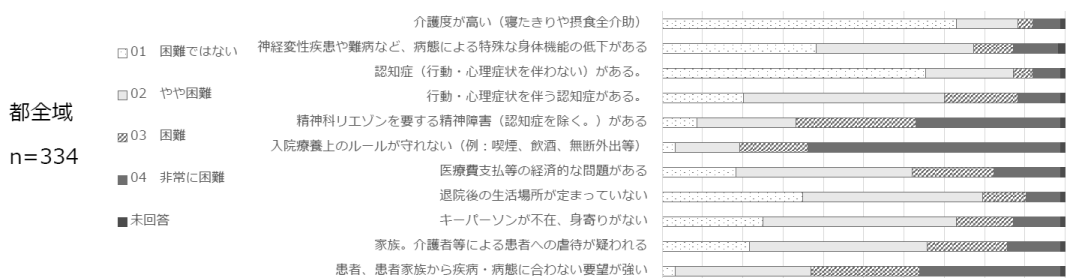 都全域
n=334
01 困難ではない
02 やや困難
03 困難
04 非常に困難
未回答
介護度が高い（寝たきりや摂食全介助）
神経変性疾患や難病など、病態による特殊な身体機能の低下がある
認知症（行動・心理症状を伴わない）がある。
行動・心理症状を伴う認知症がある。
精神科リエゾンを要する精神障害（認知症を除く。）がある
入院療養上のルールが守れない（例：喫煙、飲酒、無断外出等）
医療費支払等の経済的な問題がある
退院後の生活場所が定まっていない
キーパーソンが不在、身寄りがない
家族。介護者等による患者への虐待が疑われる
患者、患者家族から疾病・病態に合わない要望が強い